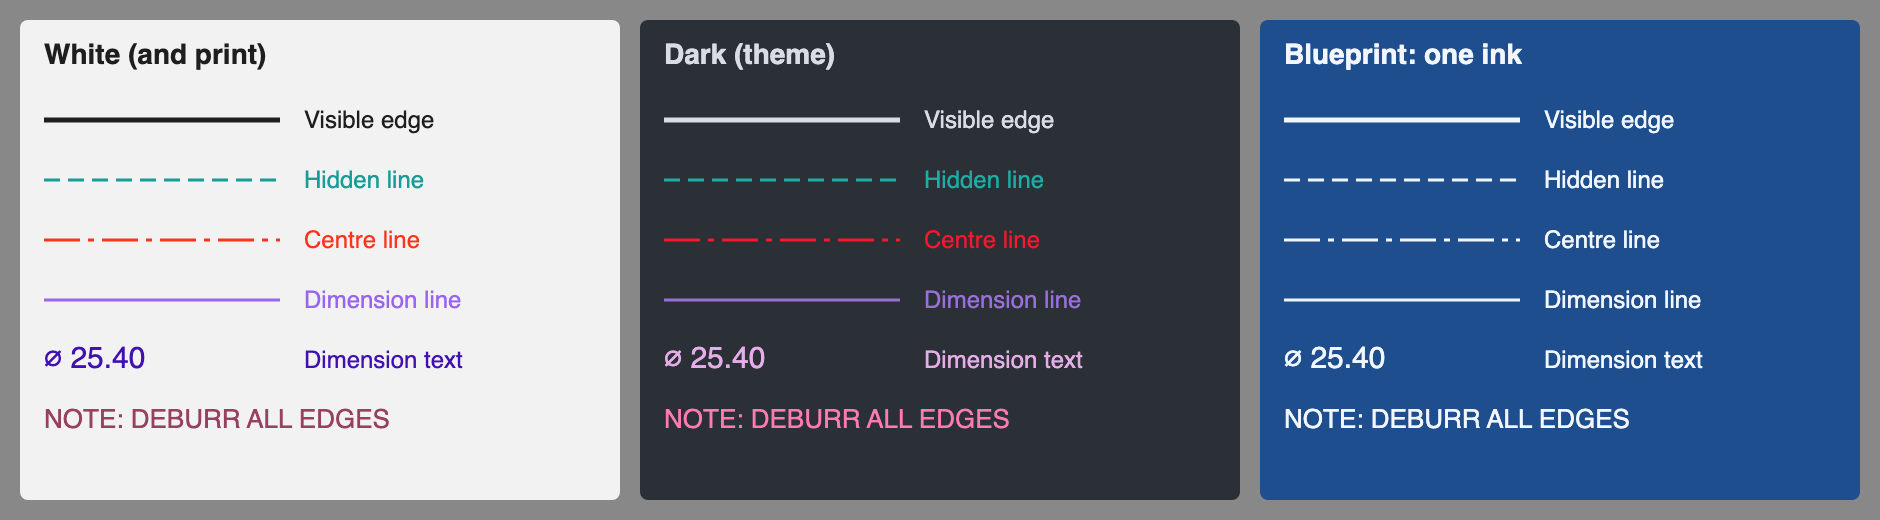 White (and print)
Visible edge
Hidden line
Centre line
Dimension line
⌀ 25.40 Dimension text
NOTE: DEBURR ALL EDGES
Dark (theme)
Visible edge
Hidden line
Centre line
Dimension line
⌀ 25.40 Dimension text
NOTE: DEBURR ALL EDGES
Blueprint: one ink
Visible edge
Hidden line
Centre line
Dimension line
⌀ 25.40 Dimension text
NOTE: DEBURR ALL EDGES